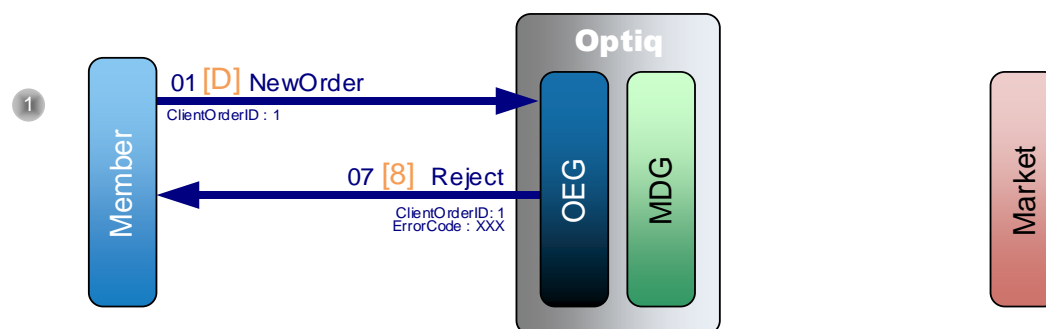 Optiq
1
01 [D] NewOrder
ClientOrderID : 1
Member
07 [8] Reject
ClientOrderID: 1
ErrorCode : XXX
OEG
MDG
Market